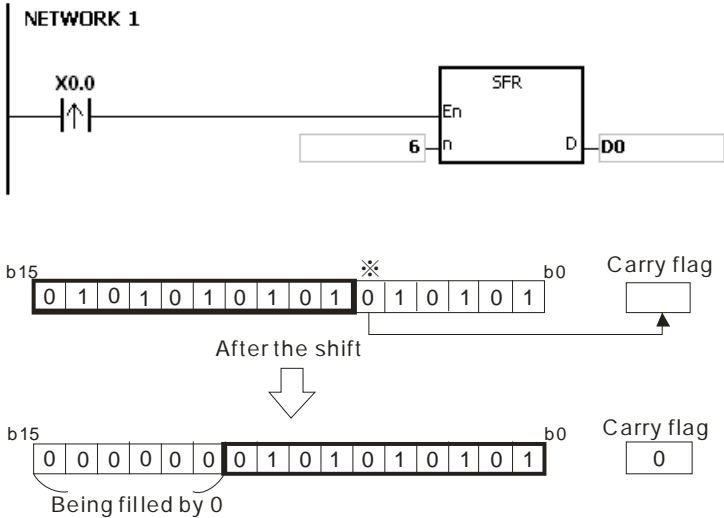 NETWORK 1
X0.0
SFR
En
6 n D D0
※
b15 b0 Carry flag
0 1 0 1 0 1 0 1 0 1 0 1 0 1 0 1
After the shift
b15 b0 Carry flag
0 0 0 0 0 0 0 1 0 1 0 1 0 1 0 1 0
Being filled by 0